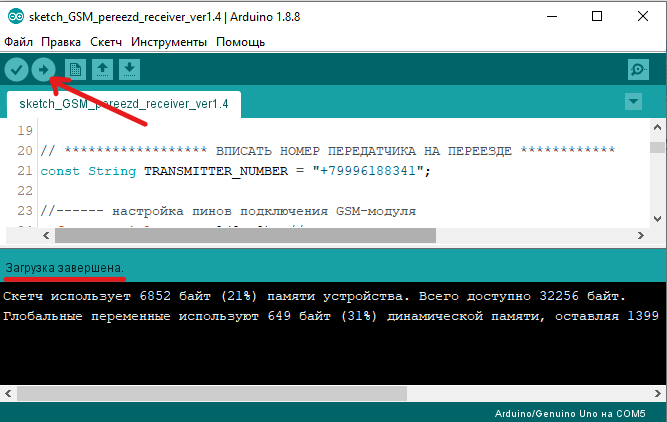 sketch_GSM_pereezd_receiver_ver1.4 | Arduino 1.8.8
Файл Правка Скетч Инструменты Помощь
sketch_GSM_pereezd_receiver_ver1.4
19
20 // ****************** ВПИСАТЬ НОМЕР ПЕРЕДАТЧИКА НА ПЕРЕЕЗДЕ ************
21 const String TRANSMITTER_NUMBER = "+79996188341";
22
23 //------ настройка пинов подключения GSM-модуля
Загрузка завершена.
Скетч использует 6852 байт (21%) памяти устройства. Всего доступно 32256 байт.
Глобальные переменные используют 649 байт (31%) динамической памяти, оставляя 1399
Arduino/Genuino Uno на COM5